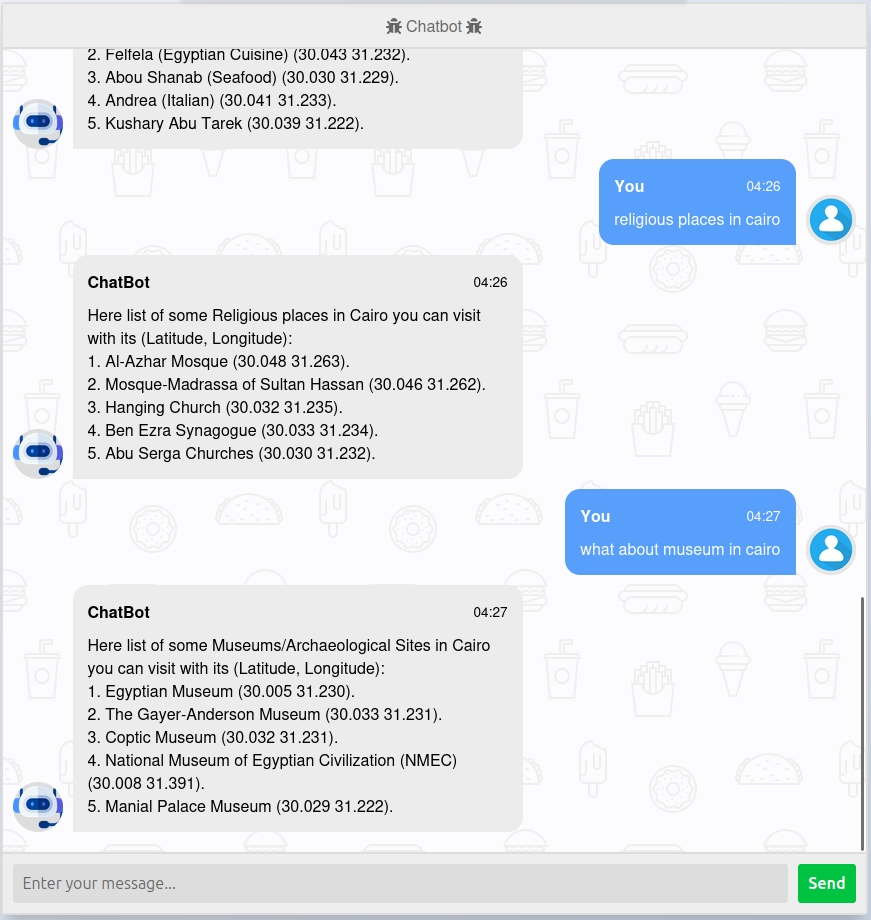 Chatbot
2. Felfela (Egyptian Cuisine) (30.043 31.232).
3. Abou Shanab (Seafood) (30.030 31.229).
4. Andrea (Italian) (30.041 31.233).
5. Kushary Abu Tarek (30.039 31.222).
You 04:26
religious places in cairo
ChatBot 04:26
Here list of some Religious places in Cairo you can visit
with its (Latitude, Longitude):
1. Al-Azhar Mosque (30.048 31.263).
2. Mosque-Madrassa of Sultan Hassan (30.046 31.262).
3. Hanging Church (30.032 31.235).
4. Ben Ezra Synagogue (30.033 31.234).
5. Abu Serga Churches (30.030 31.232).
You 04:27
what about museum in cairo
ChatBot 04:27
Here list of some Museums/Archaeological Sites in Cairo
you can visit with its (Latitude, Longitude):
1. Egyptian Museum (30.005 31.230).
2. The Gayer-Anderson Museum (30.033 31.231).
3. Coptic Museum (30.032 31.231).
4. National Museum of Egyptian Civilization (NMEC)
(30.008 31.391).
5. Manial Palace Museum (30.029 31.222).
Enter your message... Send